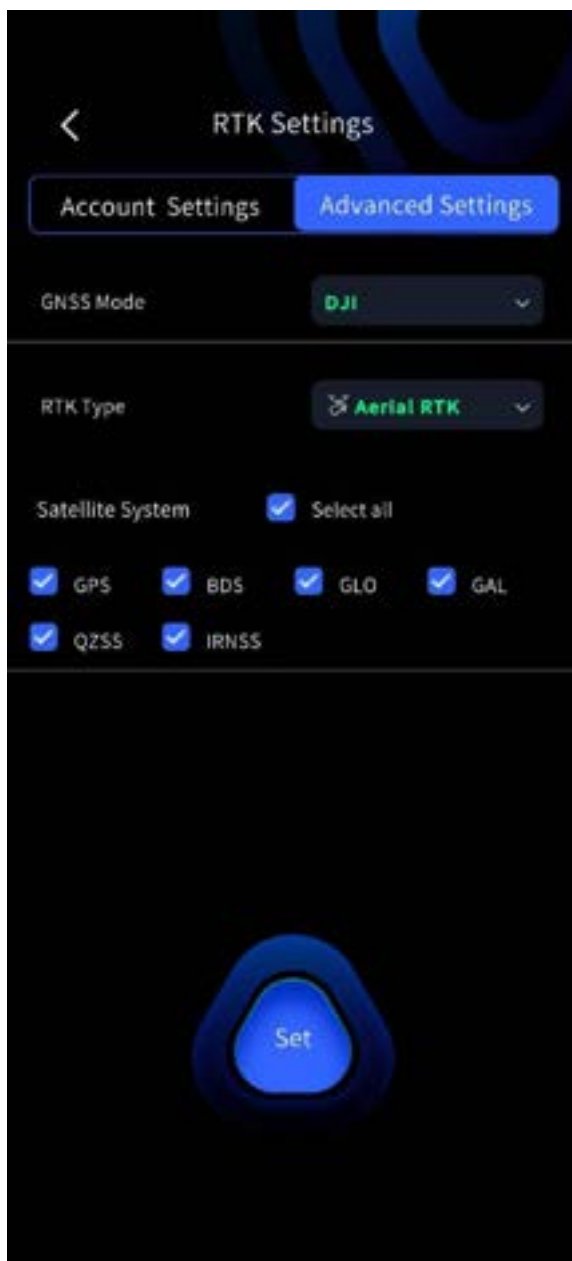 RTK Settings
Account Settings Advanced Settings
GNSS Mode DJI
RTK Type Aerial RTK
Satellite System Select all
GPS BDS GLO GAL
QZSS IRNSS
Set